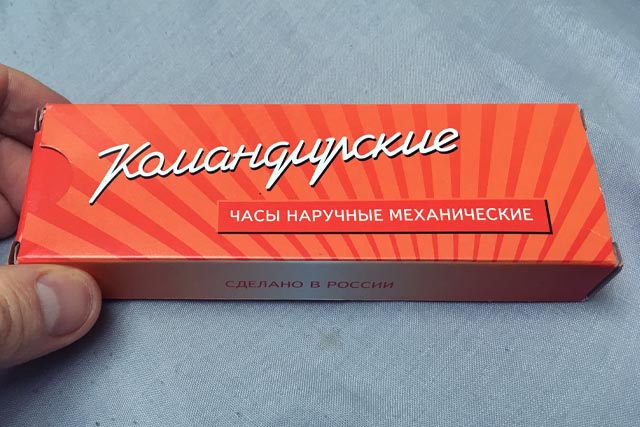 Командирские
ЧАСЫ НАРУЧНЫЕ МЕХАНИЧЕСКИЕ
СДЕЛАНО В РОССИИ